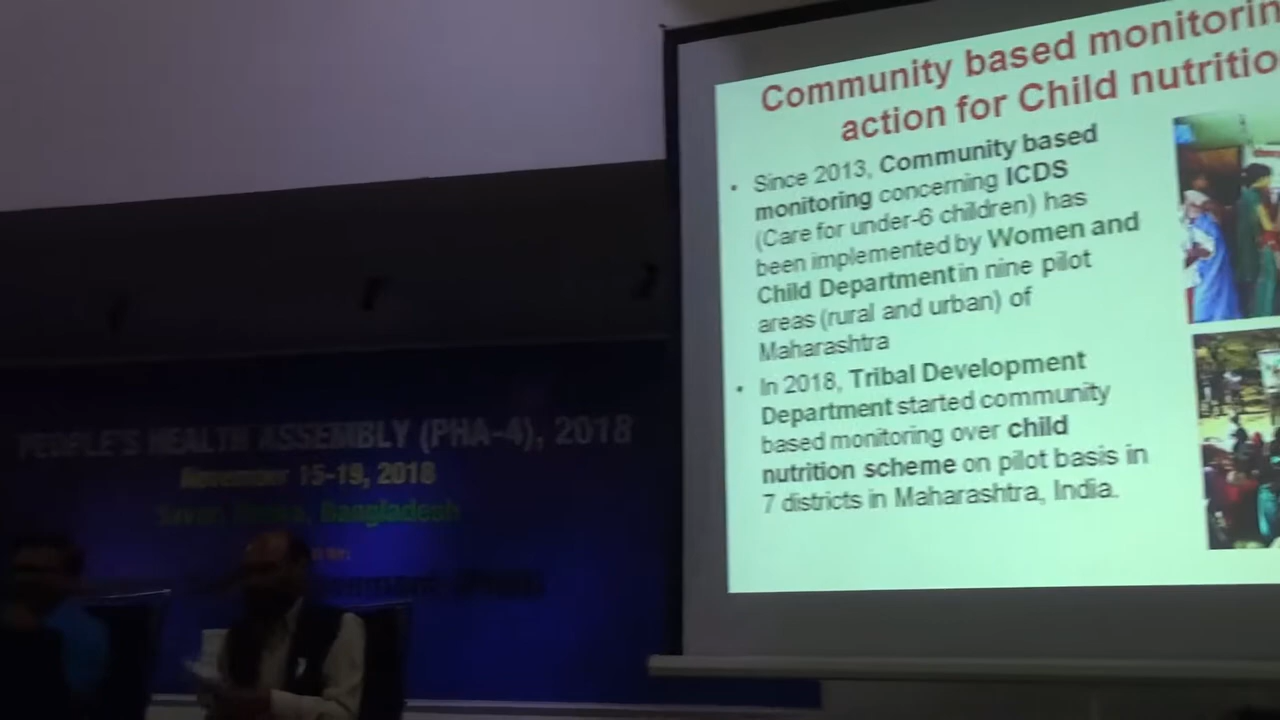 Community based monitorin
action for Child nutritio
• Since 2013, Community based
monitoring concerning ICDS
(Care for under-6 children) has
been implemented by Women and
Child Department in nine pilot
areas (rural and urban) of
Maharashtra
• In 2018, Tribal Development
Department started community
based monitoring over child
nutrition scheme on pilot basis in
7 districts in Maharashtra, India.
PEOPLE'S HEALTH ASSEMBLY (PHA-4), 2018
November 15-19, 2018
Savar, Dhaka, Bangladesh